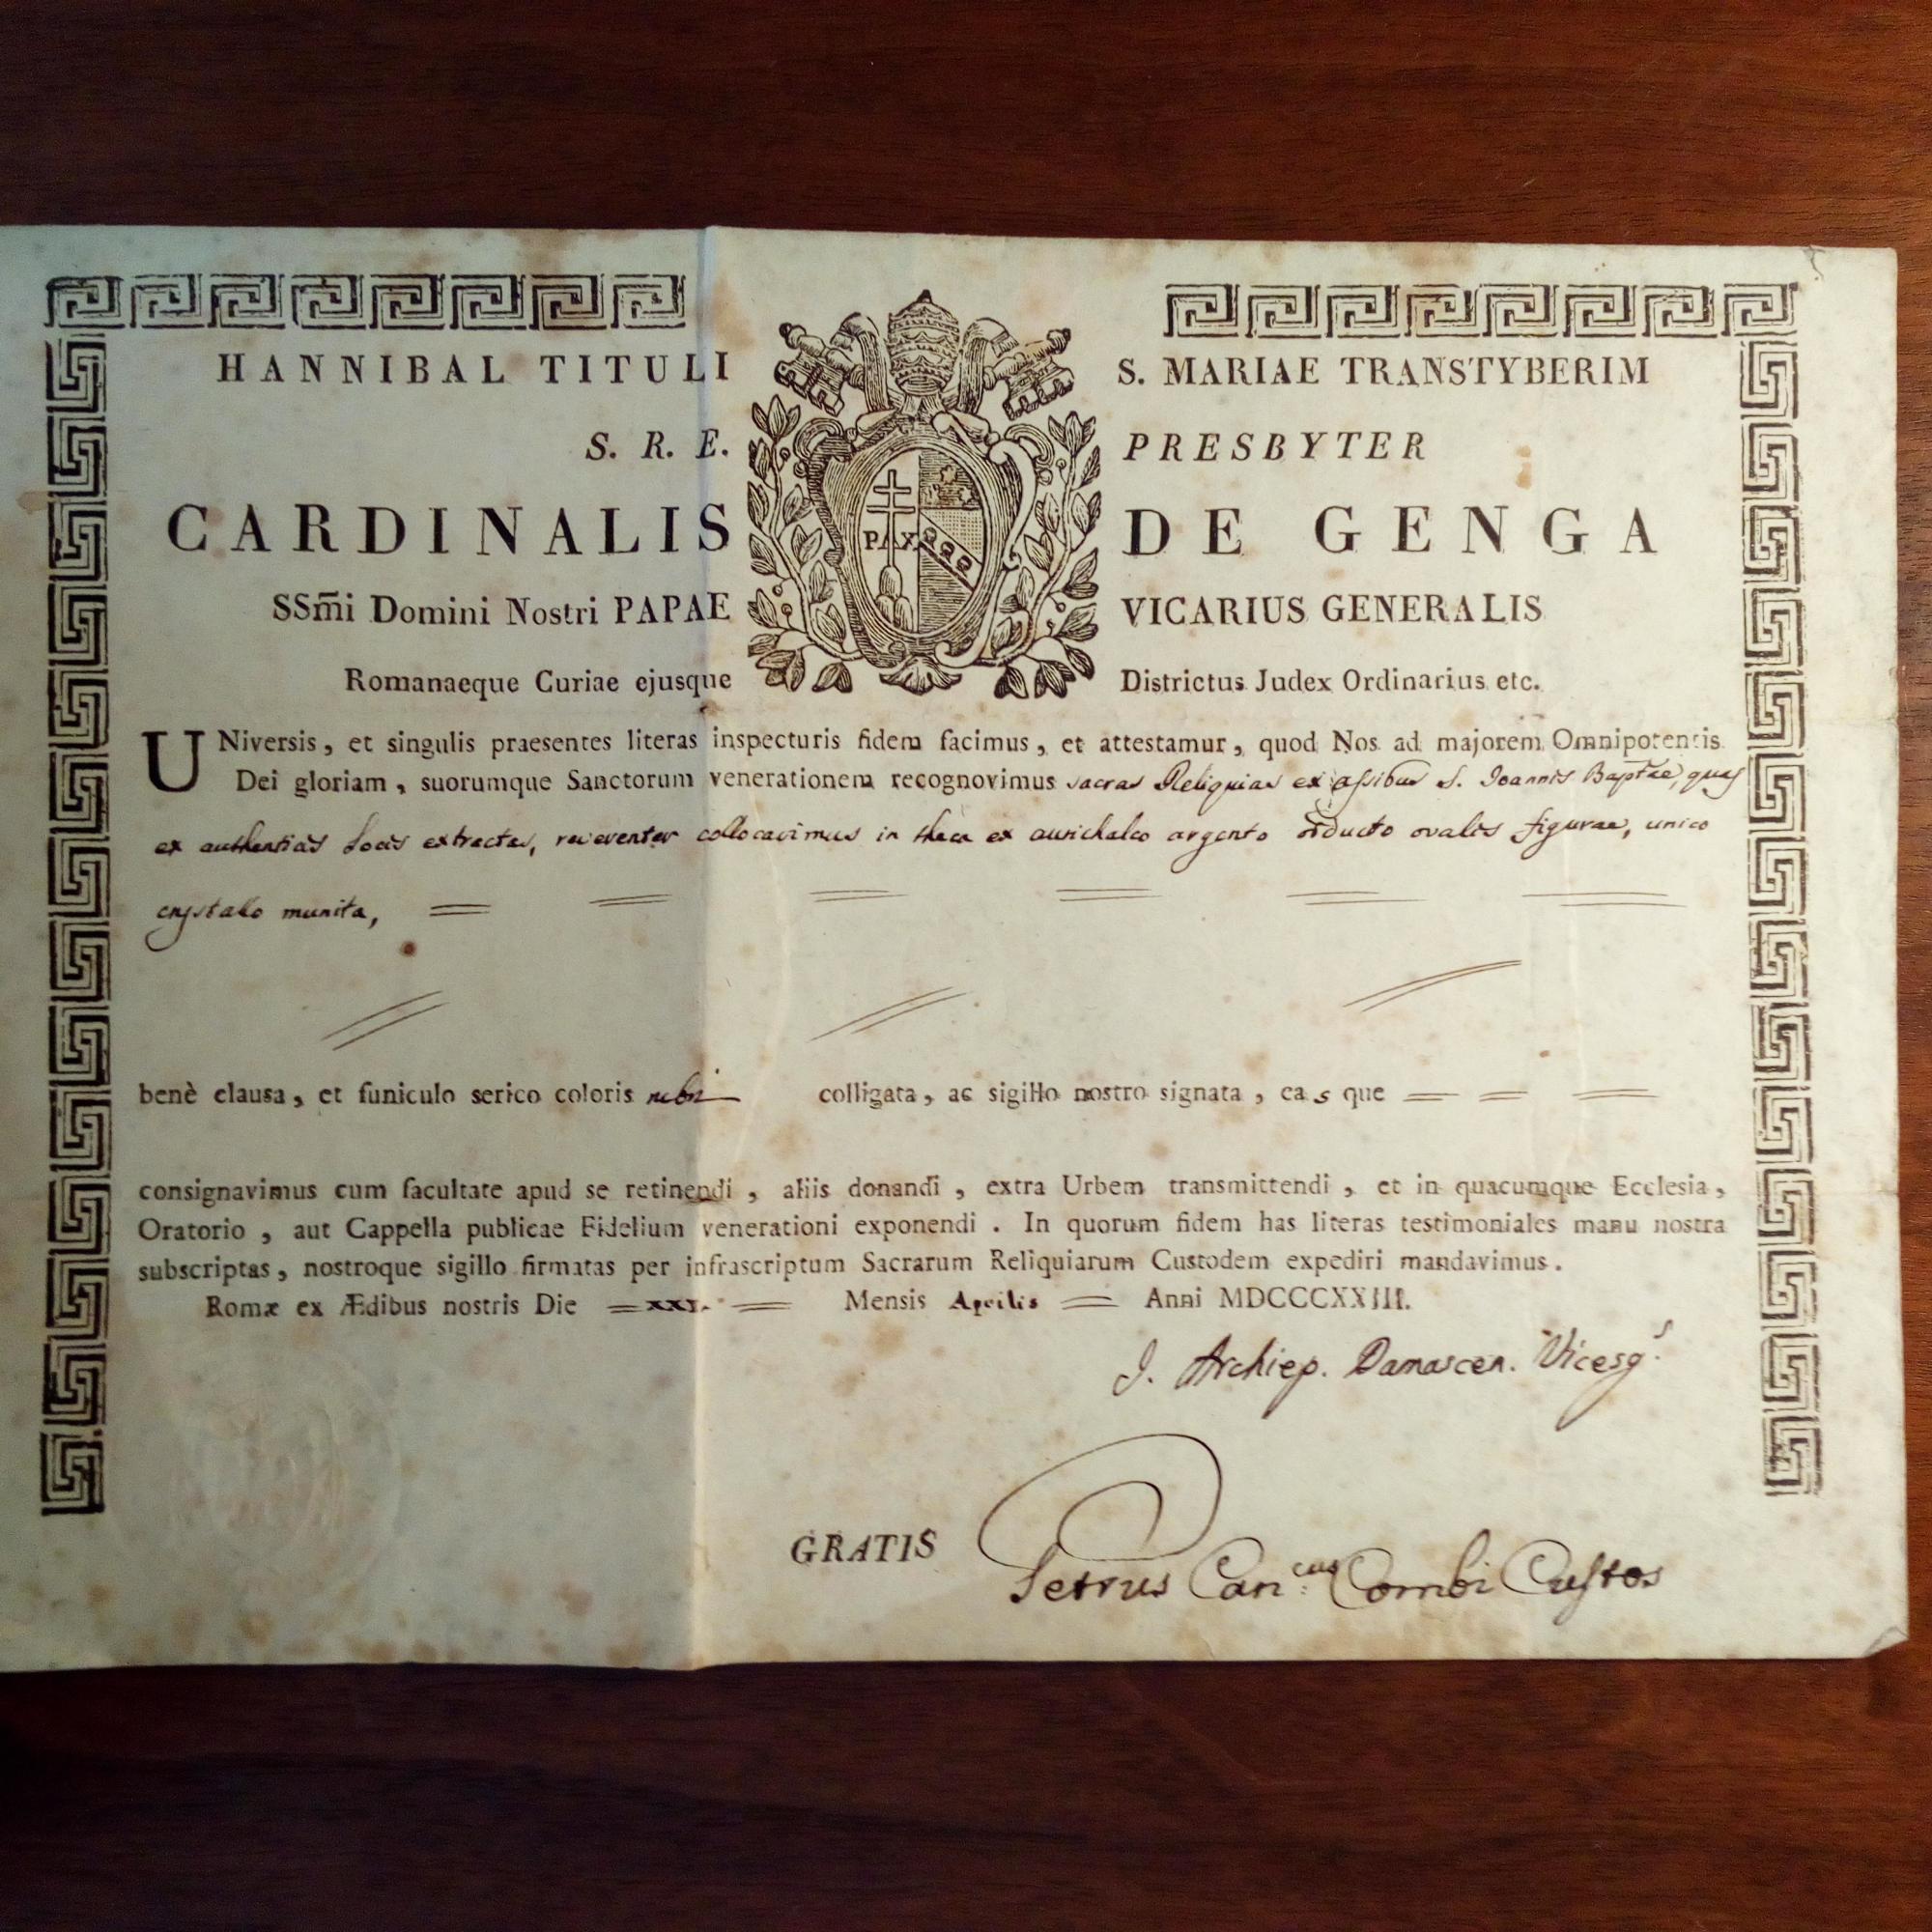 HANNIBAL TITULI S. MARIAE TRANSTYBERIM
S. R. E. PRESBYTER
CARDINALIS DE GENGA
PAX
SSm̃i Domini Nostri PAPAE VICARIUS GENERALIS
Romanaeque Curiae ejusque Districtus Judex Ordinarius etc.
UNiversis, et singulis praesentes literas inspecturis fidem facimus, et attestamur, quod Nos ad majorem Omnipotentis
Dei gloriam, suorumque Sanctorum venerationem recognovimus sacras Reliquias ex ossibus S. Joannis Baptae, quas
ex authenticis Locis extractas, reverenter collocavimus in theca ex aurichalco argento obducto ovalis figurae, unico
crystallo munita,
benè clausa, et funiculo serico coloris rubri colligata, ac sigillo nostro signata, eas que
consignavimus cum facultate apud se retinendi, aliis donandi, extra Urbem transmittendi, et in quacumque Ecclesia,
Oratorio, aut Cappella publicae Fidelium venerationi exponendi. In quorum fidem has literas testimoniales manu nostra
subscriptas, nostroque sigillo firmatas per infrascriptum Sacrarum Reliquiarum Custodem expediri mandavimus.
Romæ ex Ædibus nostris Die XXI. Mensis Aprilis Anni MDCCCXXIII.
J. Archiep. Damascen. Vicesg.s
GRATIS
Petrus Can.cus Combi Custos